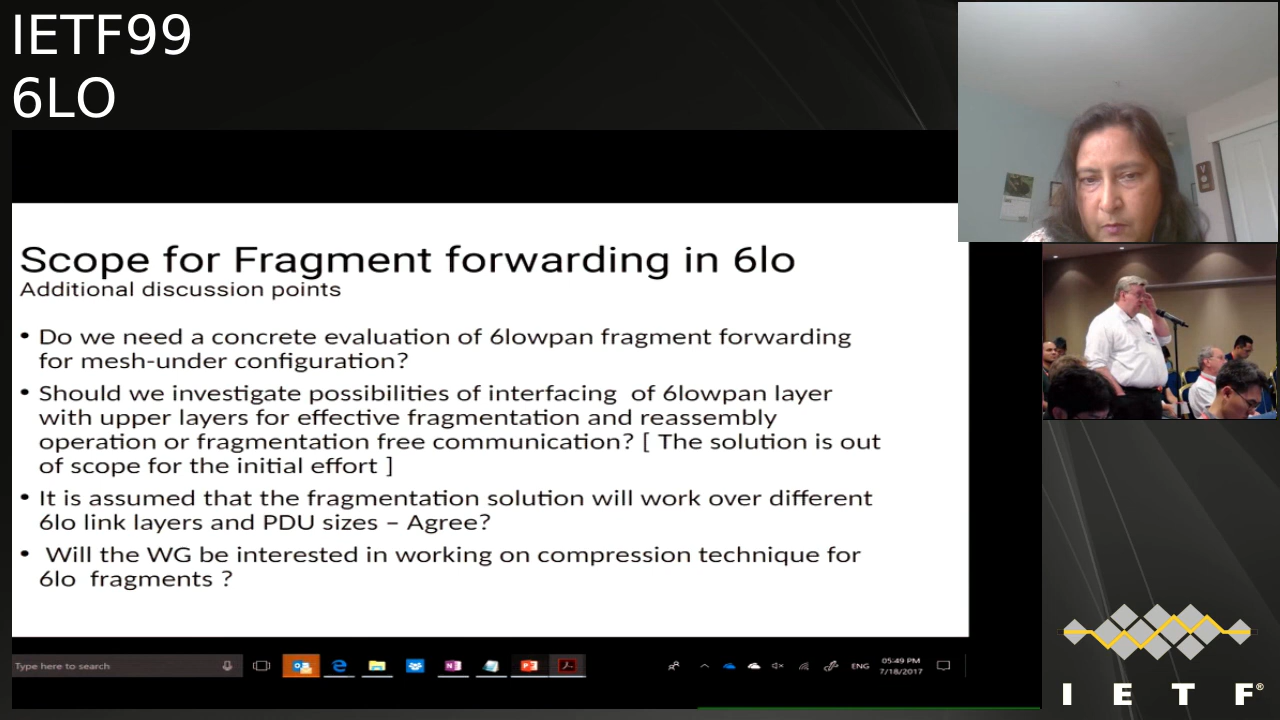 IETF99
6LO
Scope for Fragment forwarding in 6lo
Additional discussion points
• Do we need a concrete evaluation of 6lowpan fragment forwarding
for mesh-under configuration?
• Should we investigate possibilities of interfacing  of 6lowpan layer
with upper layers for effective fragmentation and reassembly
operation or fragmentation free communication? [ The solution is out
of scope for the initial effort ]
• It is assumed that the fragmentation solution will work over different
6lo link layers and PDU sizes – Agree?
• Will the WG be interested in working on compression technique for
6lo  fragments ?
Type here to search
ENG
05:49 PM
7/18/2017
I E T F®